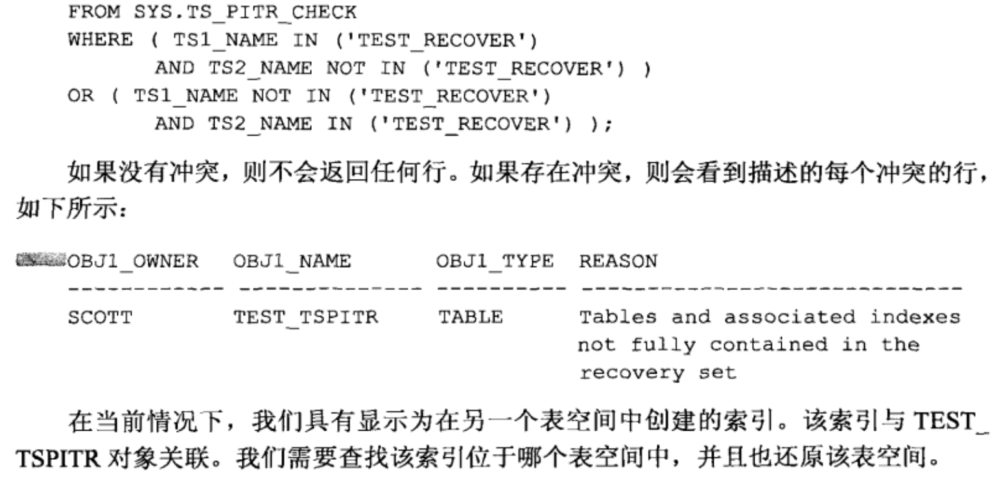 FROM SYS.TS_PITR_CHECK
WHERE ( TS1_NAME IN ('TEST_RECOVER')
AND TS2_NAME NOT IN ('TEST_RECOVER') )
OR ( TS1_NAME NOT IN ('TEST_RECOVER')
AND TS2_NAME IN ('TEST_RECOVER') );
如果没有冲突，则不会返回任何行。如果存在冲突，则会看到描述的每个冲突的行，
如下所示：
OBJ1_OWNER OBJ1_NAME OBJ1_TYPE REASON
------------ -------------- ---------- -----------------------------
SCOTT TEST_TSPITR TABLE Tables and associated indexes
not fully contained in the
recovery set
在当前情况下，我们具有显示为在另一个表空间中创建的索引。该索引与 TEST_
TSPITR 对象关联。我们需要查找该索引位于哪个表空间中，并且也还原该表空间。